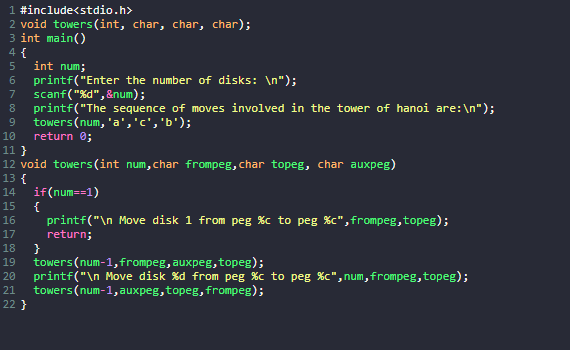 1 #include<stdio.h>
2 void towers(int, char, char, char);
3 int main()
4 {
5   int num;
6   printf("Enter the number of disks: \n");
7   scanf("%d",&num);
8   printf("The sequence of moves involved in the tower of hanoi are:\n");
9   towers(num,'a','c','b');
10   return 0;
11 }
12 void towers(int num,char frompeg,char topeg, char auxpeg)
13 {
14   if(num==1)
15   {
16     printf("\n Move disk 1 from peg %c to peg %c",frompeg,topeg);
17     return;
18   }
19   towers(num-1,frompeg,auxpeg,topeg);
20   printf("\n Move disk %d from peg %c to peg %c",num,frompeg,topeg);
21   towers(num-1,auxpeg,topeg,frompeg);
22 }